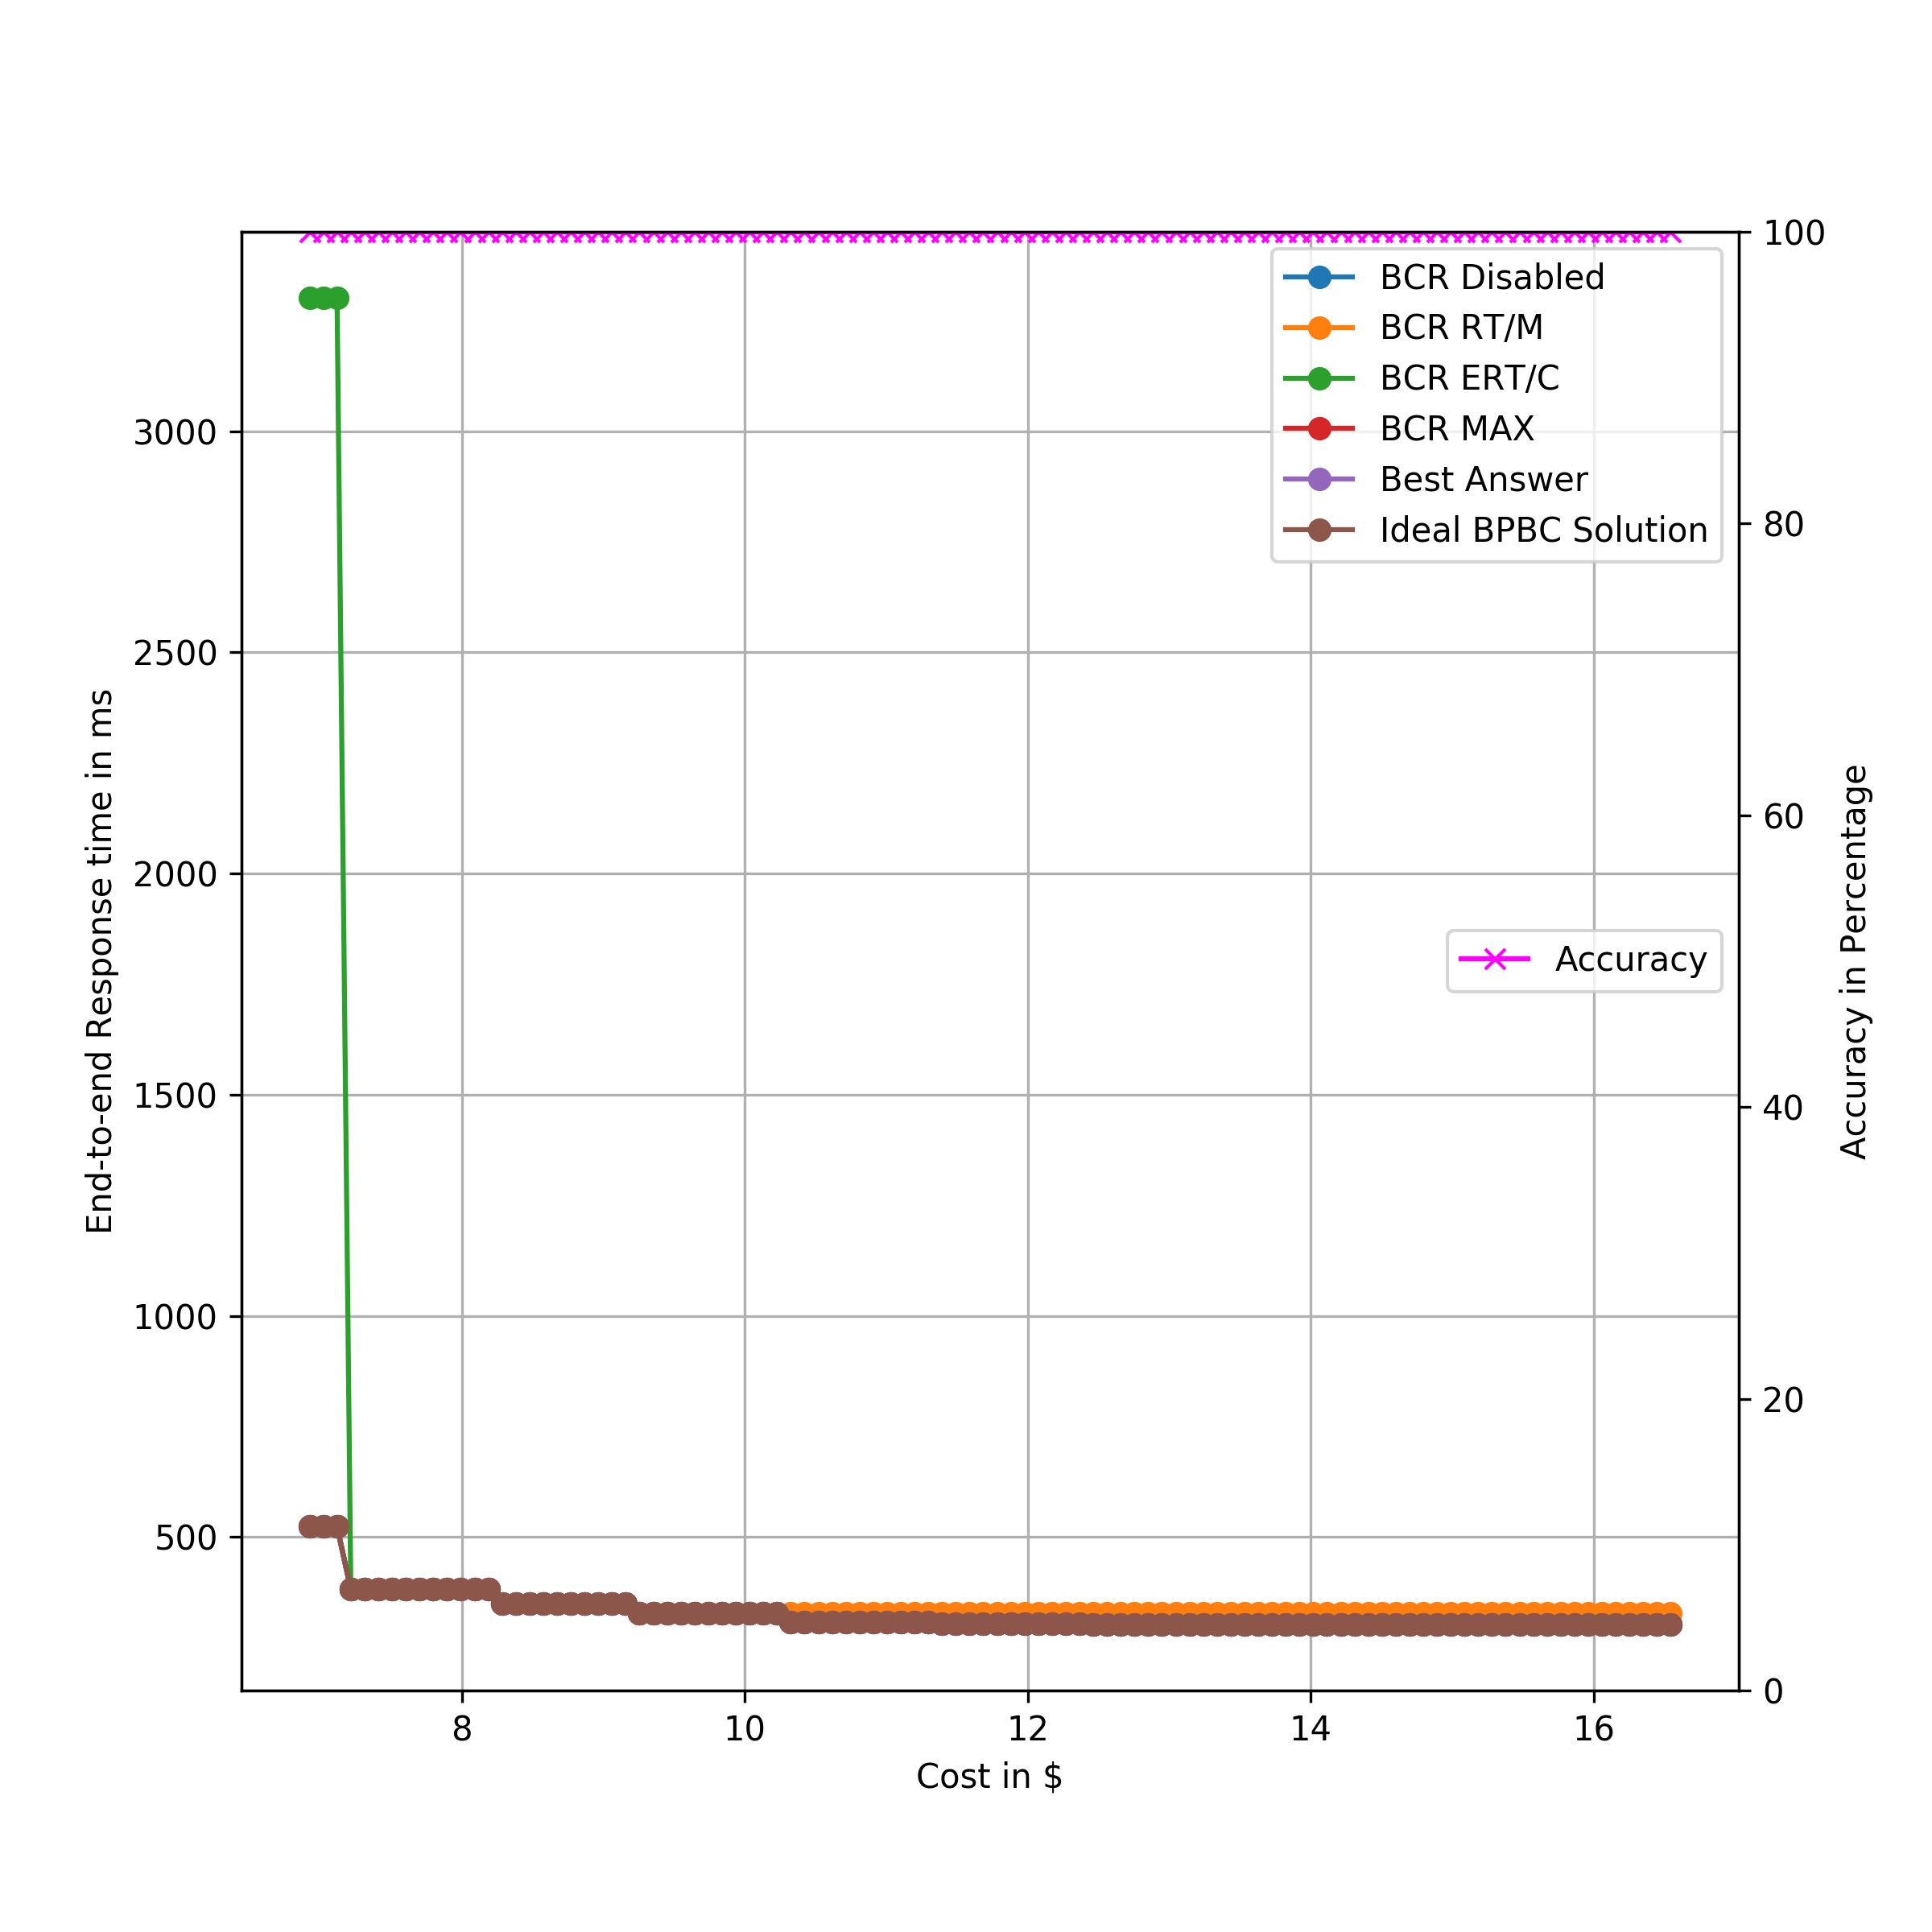 100
BCR Disabled
BCR RT/M
BCR ERT/C
BCR MAX
Best Answer
Ideal BPBC Solution
3000
80
2500
60
2000
Accuracy
1500
40
1000
20
500
0
End-to-end Response time in ms
Accuracy in Percentage
8 10 12 14 16
Cost in $